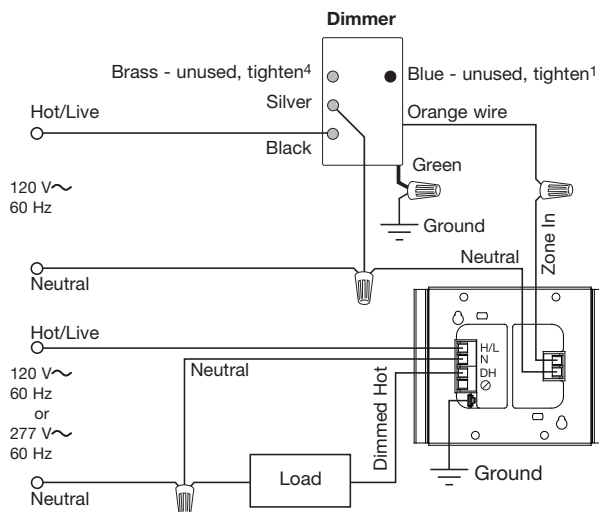 Dimmer
Brass - unused, tighten4
Blue - unused, tighten1
Silver
Hot/Live
Orange wire
Black
Green
120 V～
60 Hz
Ground
Zone In
Neutral
Neutral
Hot/Live
H/L
N
DH
Neutral
Dimmed Hot
120 V～
60 Hz
or
277 V～
60 Hz
Load
Ground
Neutral